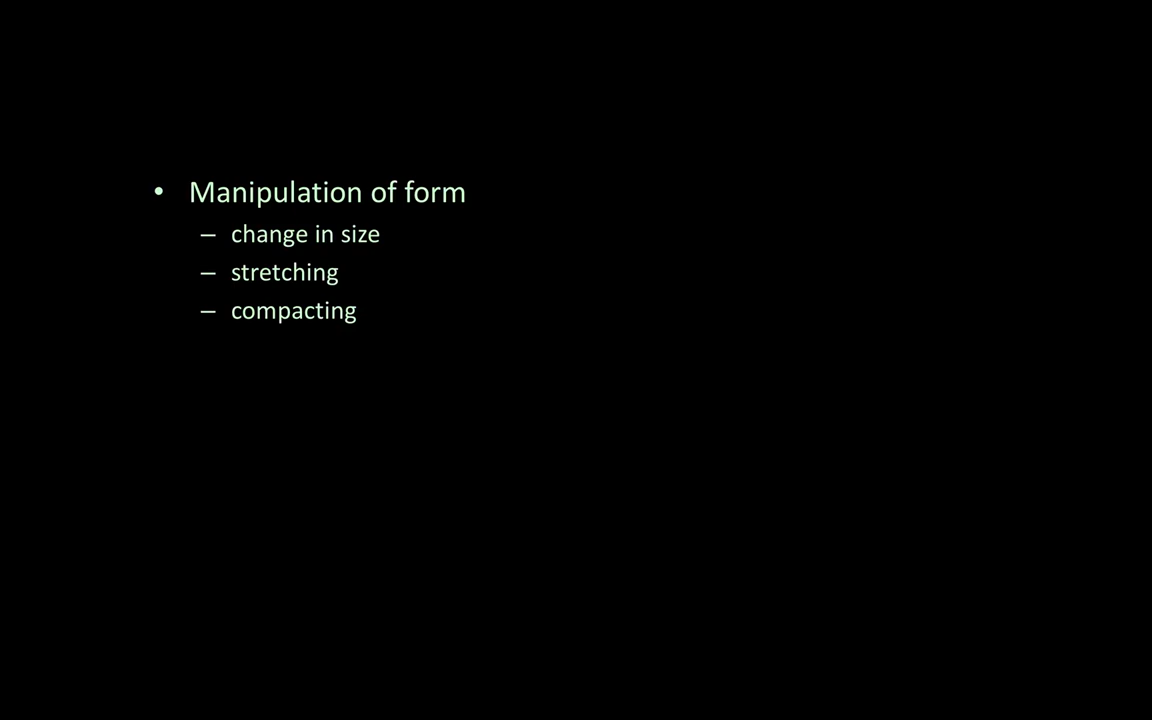 • Manipulation of form
– change in size
– stretching
– compacting